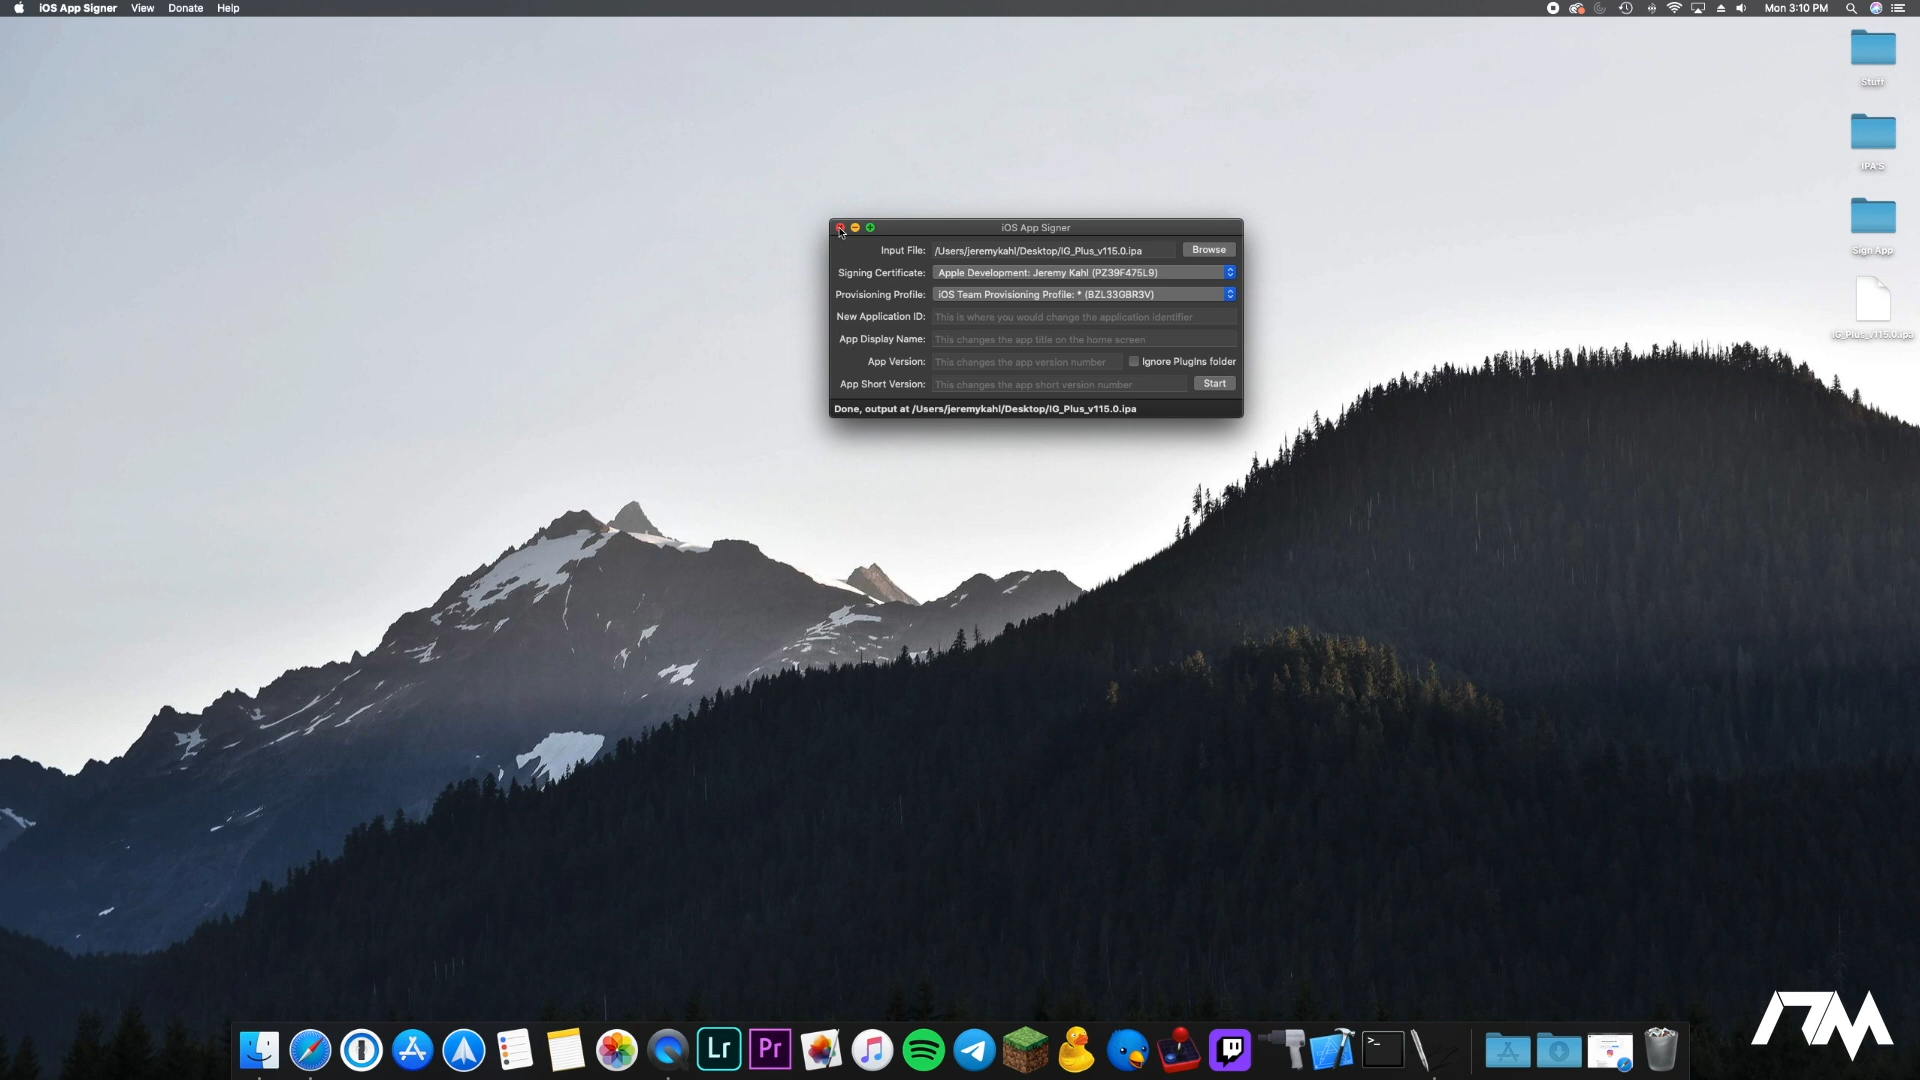 iOS App Signer View Donate Help
Mon 3:10 PM
Stuff
IPA'S
Sign App
IG_Plus_v115.0.ipa
iOS App Signer
Input File: /Users/jeremykahl/Desktop/IG_Plus_v115.0.ipa Browse
Signing Certificate: Apple Development: Jeremy Kahl (PZ39F475L9)
Provisioning Profile: iOS Team Provisioning Profile: * (BZL33GBR3V)
New Application ID: This is where you would change the application identifier
App Display Name: This changes the app title on the home screen
App Version: This changes the app version number Ignore PlugIns folder
App Short Version: This changes the app short version number Start
Done, output at /Users/jeremykahl/Desktop/IG_Plus_v115.0.ipa
Lr Pr >_